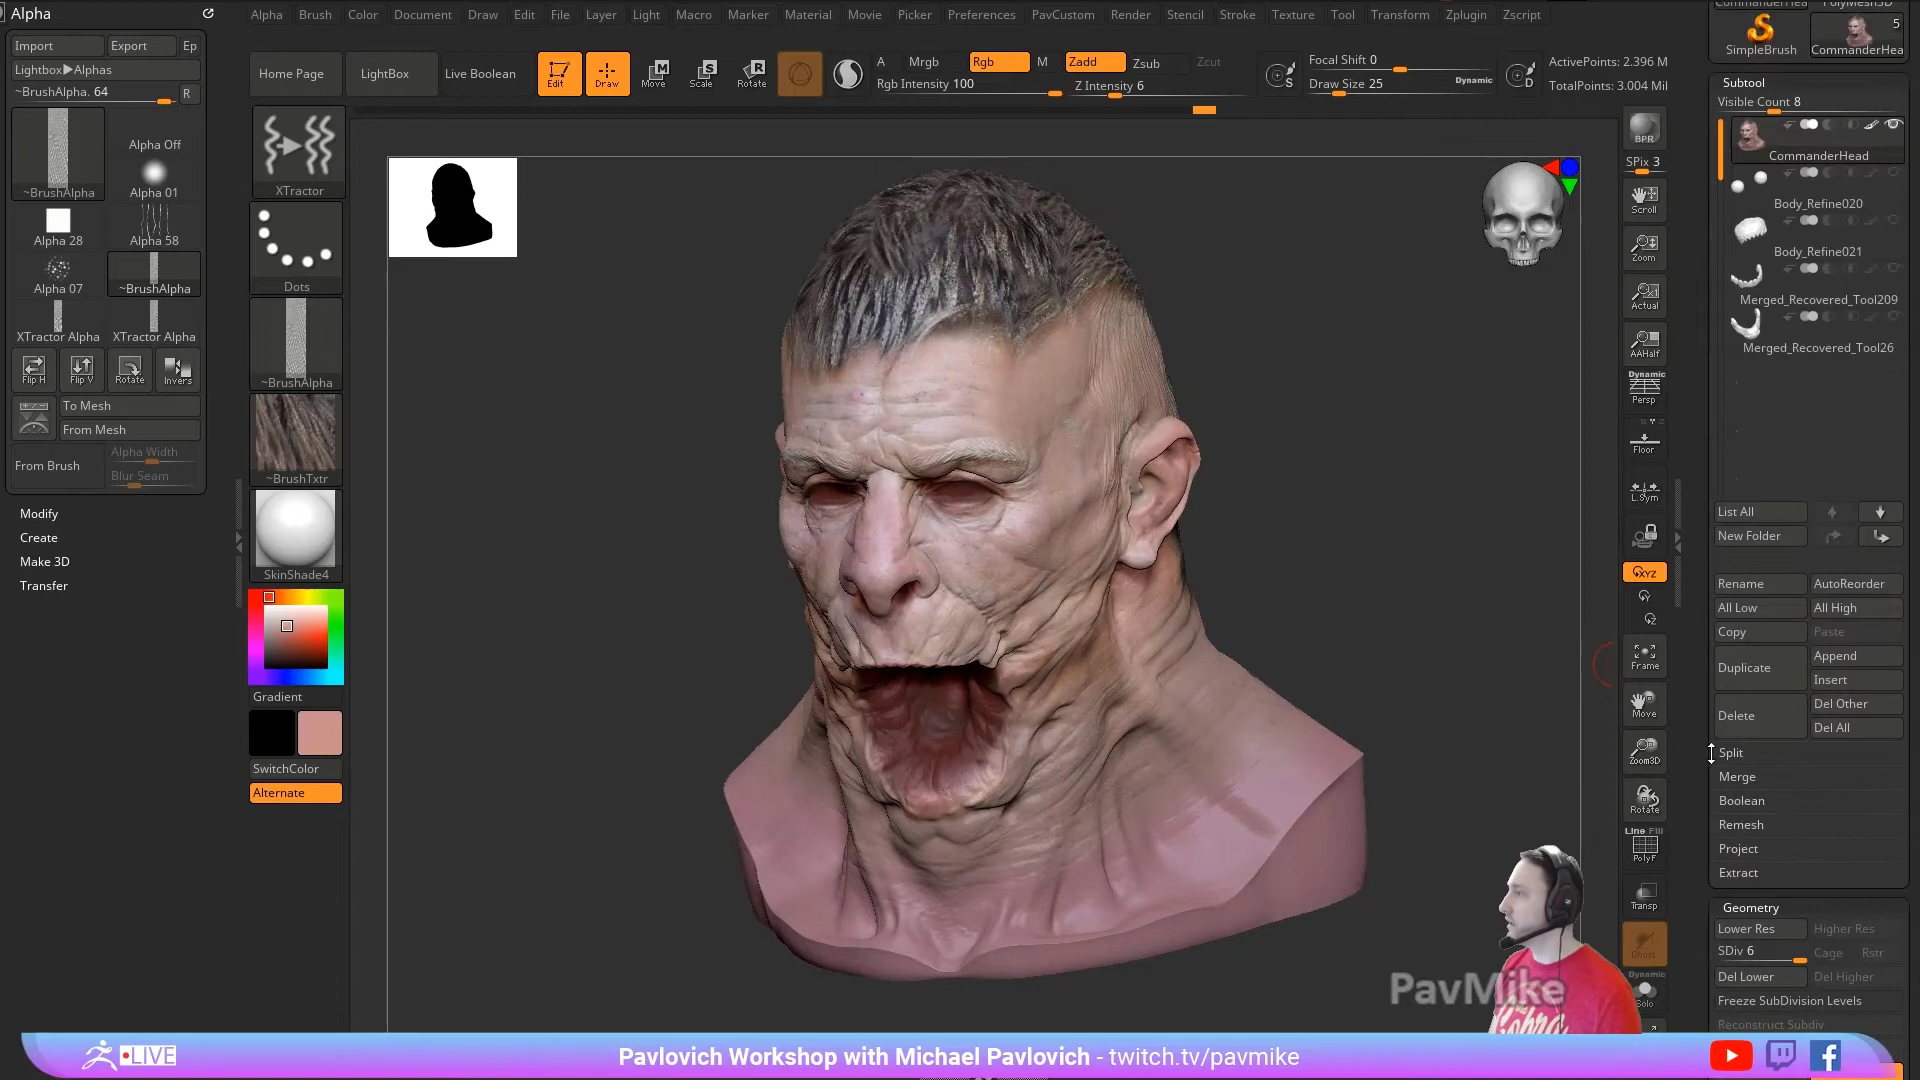 Alpha
Alpha Brush Color Document Draw Edit File Layer Light Macro Marker Material Movie Picker Preferences PavCustom Render Stencil Stroke Texture Tool Transform Zplugin Zscript
Import Export Ep
Lightbox▶Alphas
~BrushAlpha. 64 R
~BrushAlpha
Alpha Off
Alpha 01
Alpha 28
Alpha 58
Alpha 07
~BrushAlpha
XTractor Alpha
XTractor Alpha
Flip H
Flip V
Rotate
Invers
To Mesh
From Mesh
From Brush
Alpha Width
Blur Seam
Modify
Create
Make 3D
Transfer
Home Page
LightBox
Live Boolean
Edit
Draw
Move
Scale
Rotate
A Mrgb Rgb M Zadd Zsub Zcut
Rgb Intensity 100
Z Intensity 6
Focal Shift 0
Draw Size 25
Dynamic
ActivePoints: 2.396 M
TotalPoints: 3.004 Mil
XTractor
Dots
~BrushAlpha
~BrushTxtr
SkinShade4
Gradient
SwitchColor
Alternate
BPR
SPix 3
Scroll
Zoom
Actual
AAHalf
Dynamic
Persp
Floor
L.Sym
XYZ
Frame
Move
Zoom3D
Rotate
Line Fill
PolyF
Transp
Ghost
Dynamic
Solo
PolyMesh3D
SimpleBrush
5
CommanderHea
Subtool
Visible Count 8
CommanderHead
Body_Refine020
Body_Refine021
Merged_Recovered_Tool209
Merged_Recovered_Tool26
List All
New Folder
Rename AutoReorder
All Low All High
Copy Paste
Duplicate
Append
Insert
Delete
Del Other
Del All
Split
Merge
Boolean
Remesh
Project
Extract
Geometry
Lower Res Higher Res
SDiv 6 Cage Rstr
Del Lower Del Higher
Freeze SubDivision Levels
Reconstruct Subdiv
PavMike
LIVE
Pavlovich Workshop with Michael Pavlovich - twitch.tv/pavmike